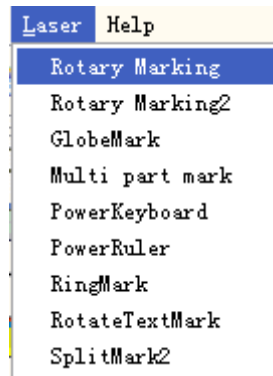 Laser Help
Rotary Marking
Rotary Marking2
GlobeMark
Multi part mark
PowerKeyboard
PowerRuler
RingMark
RotateTextMark
SplitMark2